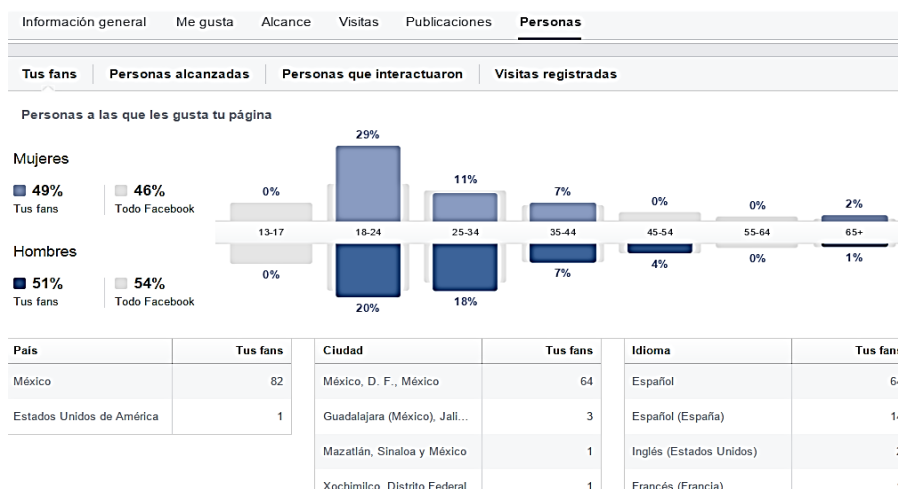 Información general Me gusta Alcance Visitas Publicaciones Personas
Tus fans Personas alcanzadas Personas que interactuaron Visitas registradas
Personas a las que les gusta tu página
Mujeres
49% 46%
Tus fans Todo Facebook
0% 29% 11% 7% 0% 0% 2%
13-17 18-24 25-34 35-44 45-54 55-64 65+
0% 20% 18% 7% 4% 0% 1%
Hombres
51% 54%
Tus fans Todo Facebook
País Tus fans
México 82
Estados Unidos de América 1
Ciudad Tus fans
México, D. F., México 64
Guadalajara (México), Jali... 3
Mazatlán, Sinaloa y México 1
Xochimilco, Distrito Federal 1
Idioma Tus fans
Español
Español (España)
Inglés (Estados Unidos)
Francés (Francia)